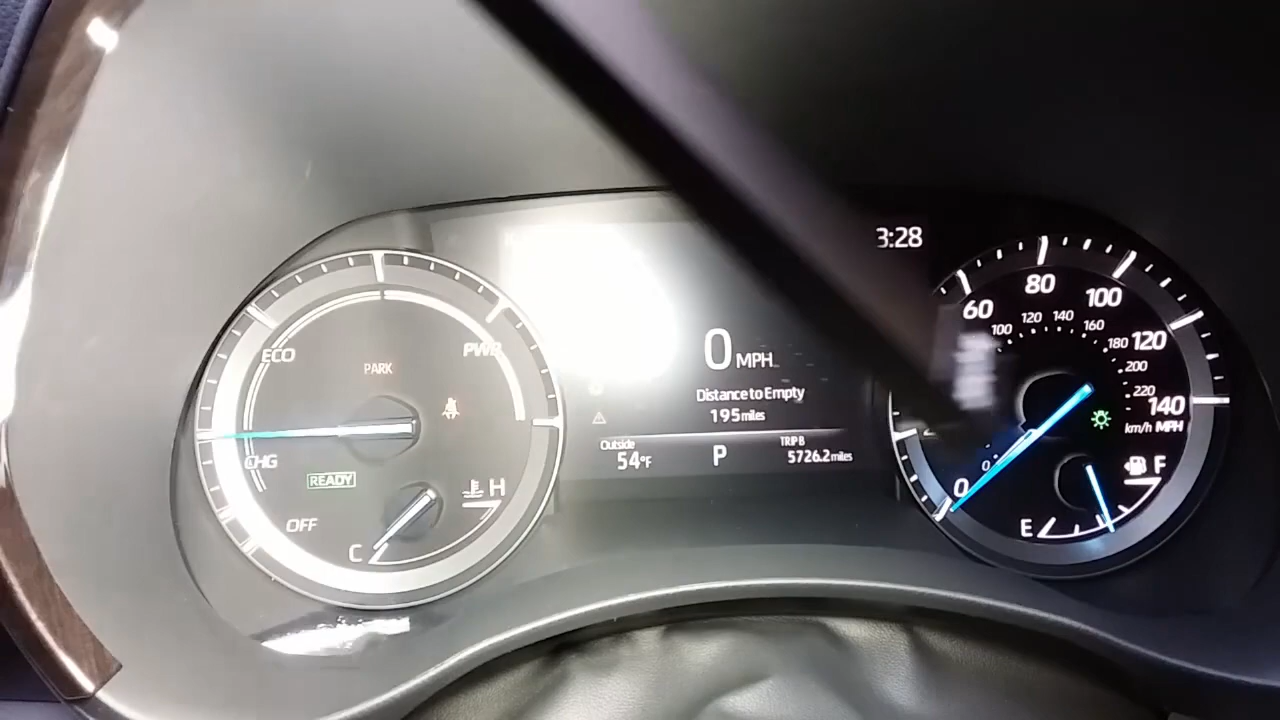 ECO
PWR
PARK
CHG
READY
OFF
C
H
3:28
0 MPH
Distance to Empty
195 miles
Outside
54°F
P
TRIP B
5726.2 miles
0
60
80
100
120
140
0
100
120
140
160
180
200
220
km/h MPH
E
F